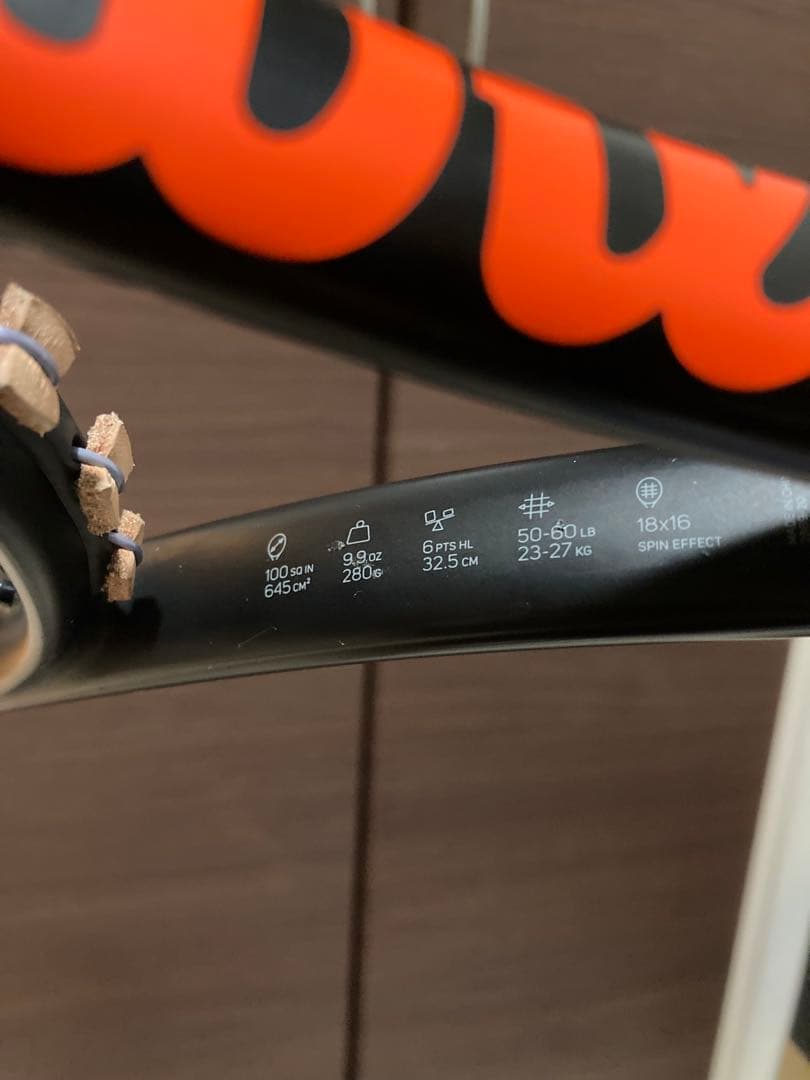 100 SQ IN
645 CM²
9.9 OZ
280 G
6 PTS HL
32.5 CM
50-60 LB
23-27 KG
18x16
SPIN EFFECT